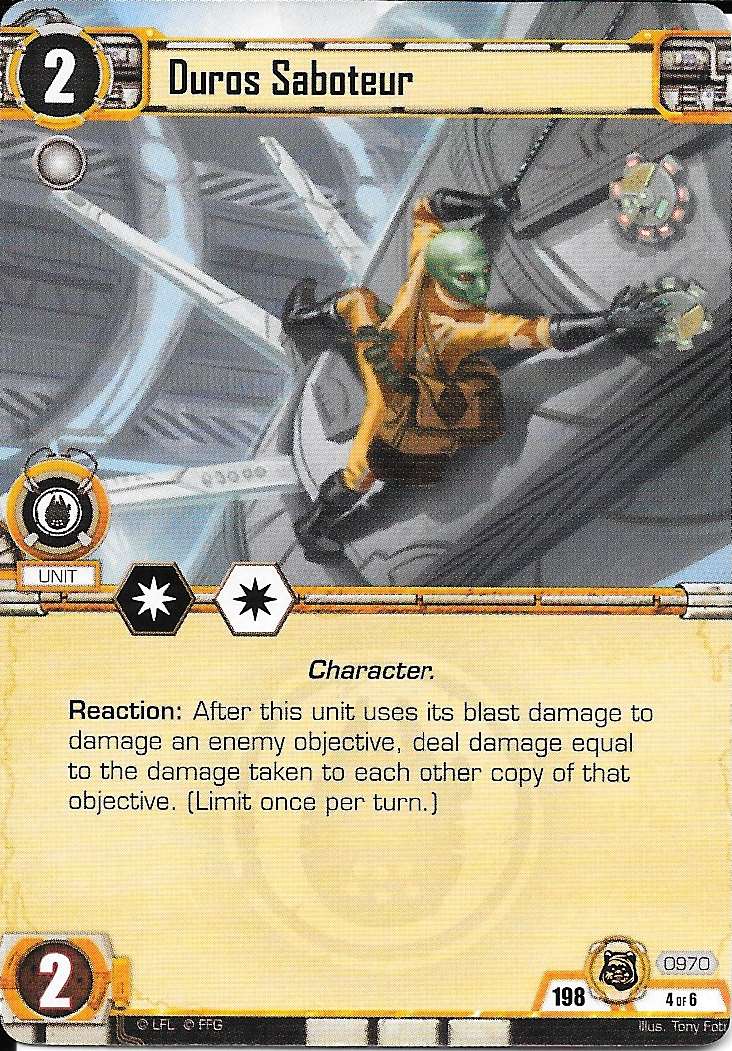 2
Duros Saboteur
UNIT
Character.
Reaction: After this unit uses its blast damage to
damage an enemy objective, deal damage equal
to the damage taken to each other copy of that
objective. (Limit once per turn.)
2
0970
198
4 OF 6
© LFL © FFG
Illus. Tony